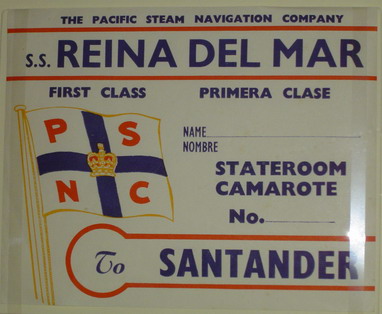 THE PACIFIC STEAM NAVIGATION COMPANY
S.S. REINA DEL MAR
FIRST CLASS PRIMERA CLASE
P S
N C
NAME
NOMBRE
STATEROOM
CAMAROTE
No.
To SANTANDER